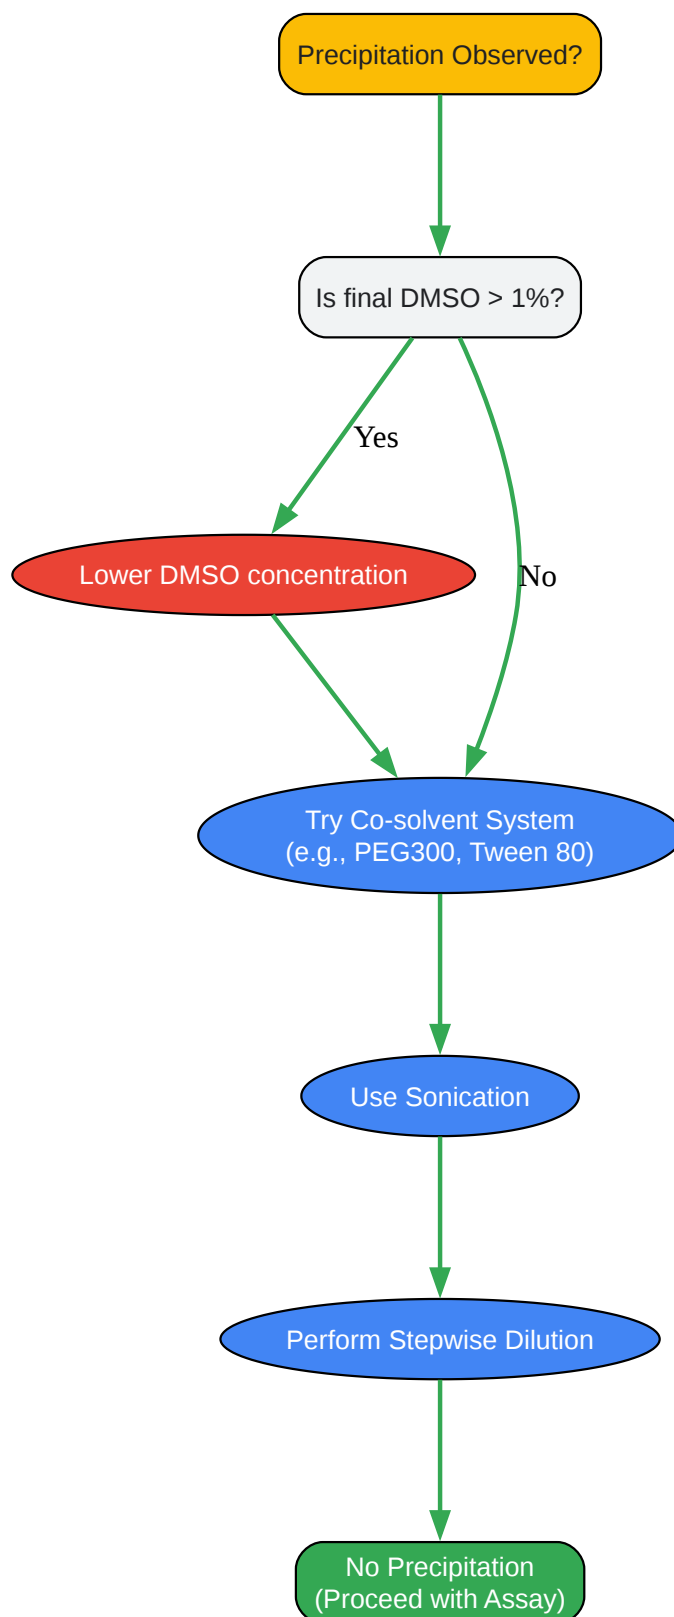 Precipitation Observed?
Is final DMSO > 1%?
Yes
Lower DMSO concentration
No
Try Co-solvent System
(e.g., PEG300, Tween 80)
Use Sonication
Perform Stepwise Dilution
No Precipitation
(Proceed with Assay)